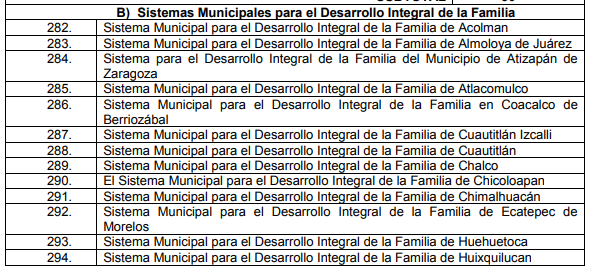 B) Sistemas Municipales para el Desarrollo Integral de la Familia
282. Sistema Municipal para el Desarrollo Integral de la Familia de Acolman
283. Sistema Municipal para el Desarrollo Integral de la Familia de Almoloya de Juárez
284. Sistema para el Desarrollo Integral de la Familia del Municipio de Atizapán de
Zaragoza
285. Sistema Municipal para el Desarrollo Integral de la Familia de Atlacomulco
286. Sistema Municipal para el Desarrollo Integral de la Familia en Coacalco de
Berriozábal
287. Sistema Municipal para el Desarrollo Integral de la Familia de Cuautitlán Izcalli
288. Sistema Municipal para el Desarrollo Integral de la Familia de Cuautitlán
289. Sistema Municipal para el Desarrollo Integral de la Familia de Chalco
290. El Sistema Municipal para el Desarrollo Integral de la Familia de Chicoloapan
291. Sistema Municipal para el Desarrollo Integral de la Familia de Chimalhuacán
292. Sistema Municipal para el Desarrollo Integral de la Familia de Ecatepec de
Morelos
293. Sistema Municipal para el Desarrollo Integral de la Familia de Huehuetoca
294. Sistema Municipal para el Desarrollo Integral de la Familia de Huixquilucan